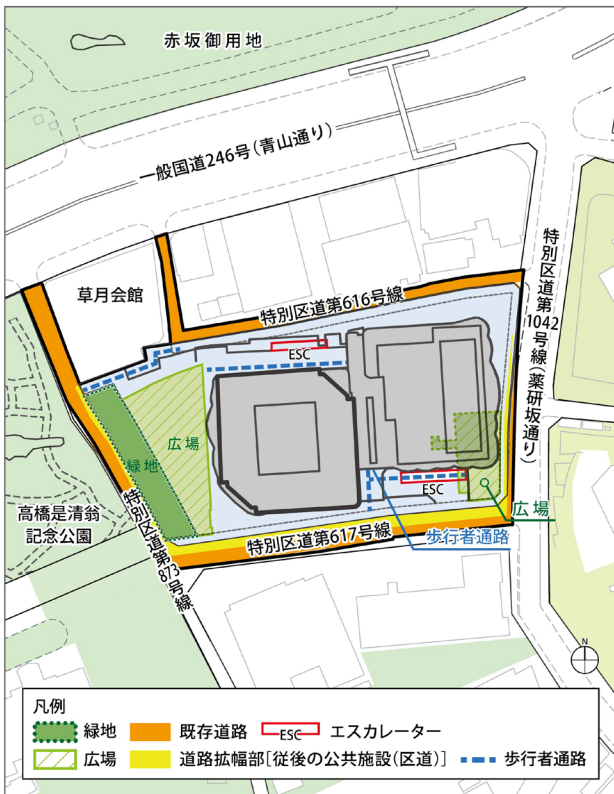 赤坂御用地
一般国道246号(青山通り)
草月会館
特別区道第616号線
特別区道第1042号線(薬研坂通り)
ESC
広場
緑地
ESC
広場
歩行者通路
高橋是清翁
記念公園
特別区道第617号線
特別区道第873号線
N
凡例
緑地 既存道路 ESC エスカレーター
広場 道路拡幅部[従後の公共施設(区道)] 歩行者通路